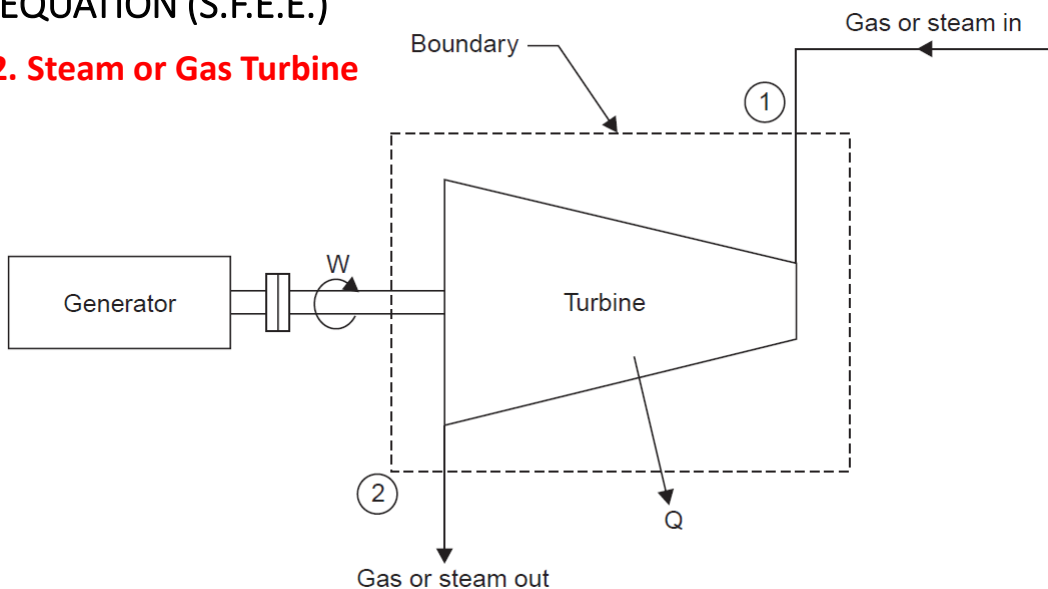 EQUATION (S.F.E.E.)
2. Steam or Gas Turbine
Boundary
Gas or steam in
1
W
Generator
Turbine
2
Q
Gas or steam out